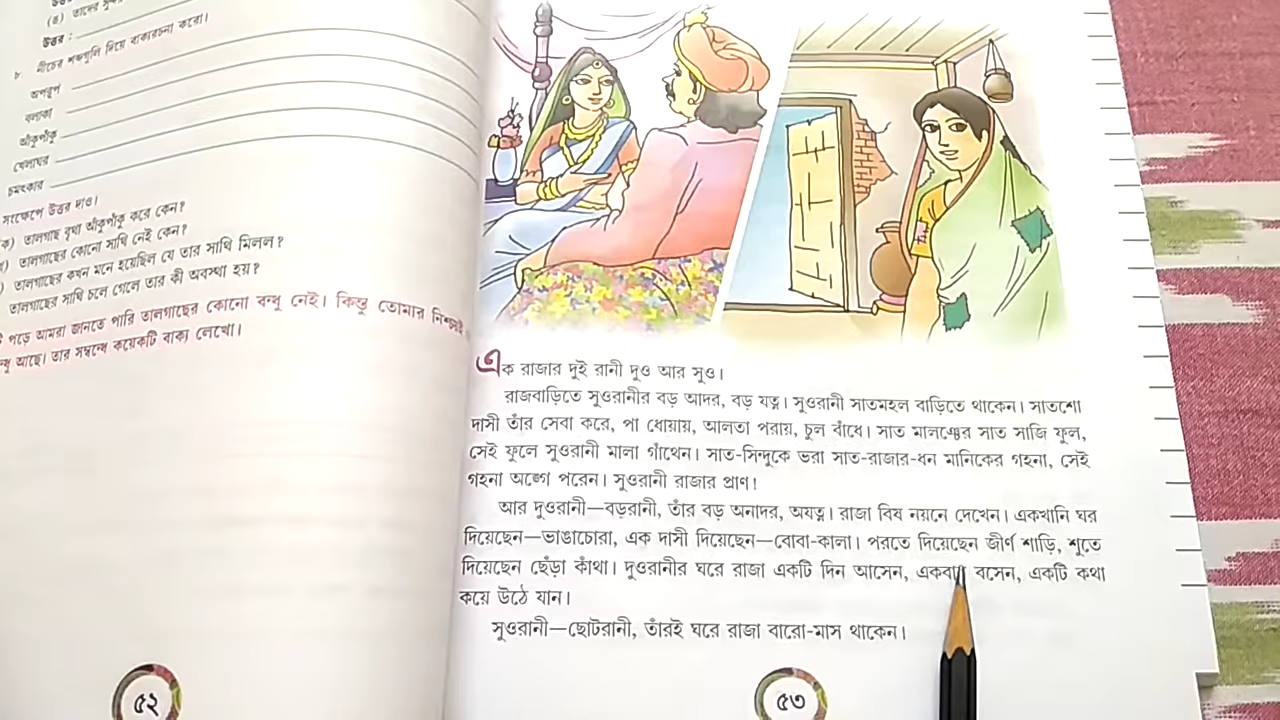 (ঙ) তাদের
উত্তর :
৮. নীচের শব্দগুলি দিয়ে বাক্যরচনা করো।
অপরূপ
বলাকা
আঁকুপাঁকু
খেলাঘর
চমৎকার
সংক্ষেপে উত্তর দাও।
ক) তালগাছ বৃথা আঁকুপাঁকু করে কেন?
তালগাছের কোনো সাথি নেই কেন?
তালগাছের কখন মনে হয়েছিল যে তার সাথি মিলল?
তালগাছের সাথি চলে গেলে তার কী অবস্থা হয়?
পড়ে আমরা জানতে পারি তালগাছের কোনো বন্ধু নেই। কিন্তু তোমার নিশ্চয়ই
আছে। তার সম্বন্ধে কয়েকটি বাক্য লেখো।
৫২
এক রাজার দুই রানী দুও আর সুও।
রাজবাড়িতে সুওরানীর বড় আদর, বড় যত্ন। সুওরানী সাতমহল বাড়িতে থাকেন। সাতশো
দাসী তাঁর সেবা করে, পা ধোয়ায়, আলতা পরায়, চুল বাঁধে। সাত মালঞ্চের সাত সাজি ফুল,
সেই ফুলে সুওরানী মালা গাঁথেন। সাত-সিন্দুকে ভরা সাত-রাজার-ধন মানিকের গহনা, সেই
গহনা অঙ্গে পরেন। সুওরানী রাজার প্রাণ!
আর দুওরানী—বড়রানী, তাঁর বড় অনাদর, অযত্ন। রাজা বিষ নয়নে দেখেন। একখানি ঘর
দিয়েছেন—ভাঙাচোরা, এক দাসী দিয়েছেন—বোবা-কালা। পরতে দিয়েছেন জীর্ণ শাড়ি, শুতে
দিয়েছেন ছেঁড়া কাঁথা। দুওরানীর ঘরে রাজা একটি দিন আসেন, একবার বসেন, একটি কথা
কয়ে উঠে যান।
সুওরানী—ছোটরানী, তাঁরই ঘরে রাজা বারো-মাস থাকেন।
৫৩